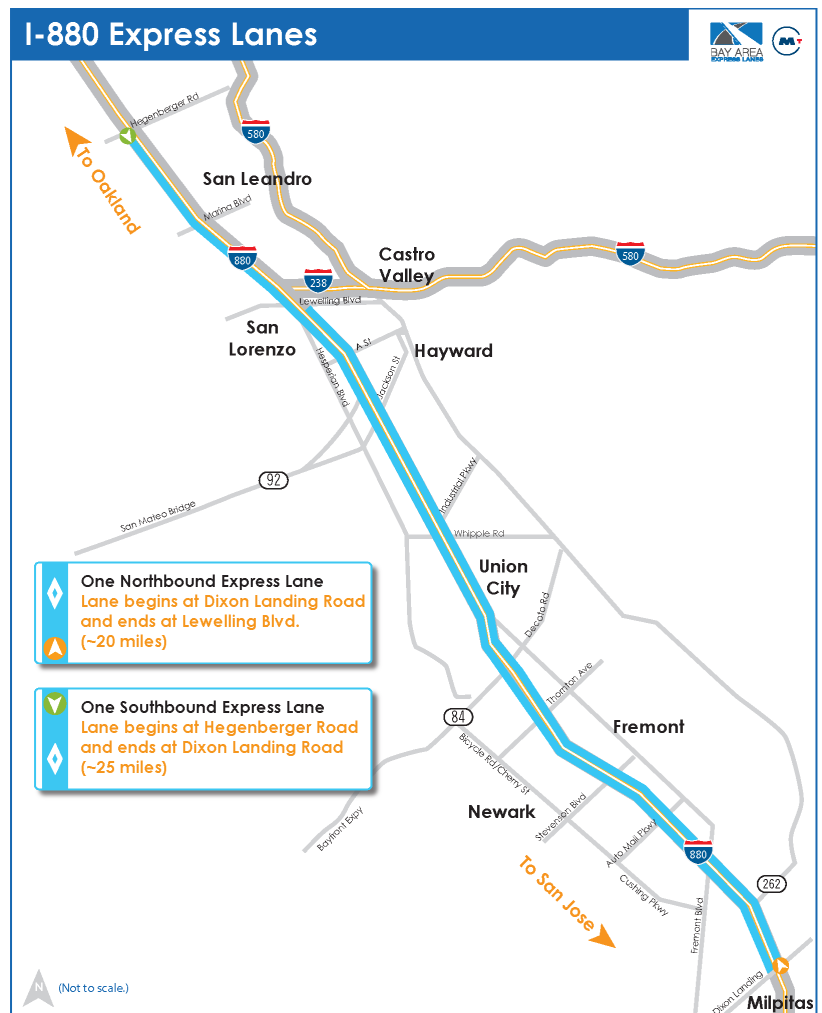 I-880 Express Lanes
BAY AREA
EXPRESS LANES
MT
Hegenberger Rd
580
To Oakland
San Leandro
Marina Blvd
880
Castro
Valley
580
238
Lewelling Blvd
San
Lorenzo
A St
Hayward
Hesperian Blvd
Jackson St
92
San Mateo Bridge
Industrial Pkwy
Whipple Rd
Union
City
Decoto Rd
One Northbound Express Lane
Lane begins at Dixon Landing Road
and ends at Lewelling Blvd.
(~20 miles)
One Southbound Express Lane
Lane begins at Hegenberger Road
and ends at Dixon Landing Road
(~25 miles)
Thornton Ave
84
Fremont
Bicycle Rd/Cherry St
Newark
Stevenson Blvd
Bayfront Expy
Auto Mall Pkwy
880
To San Jose
Cushing Pkwy
262
Fremont Blvd
Dixon Landing
Milpitas
N
(Not to scale.)